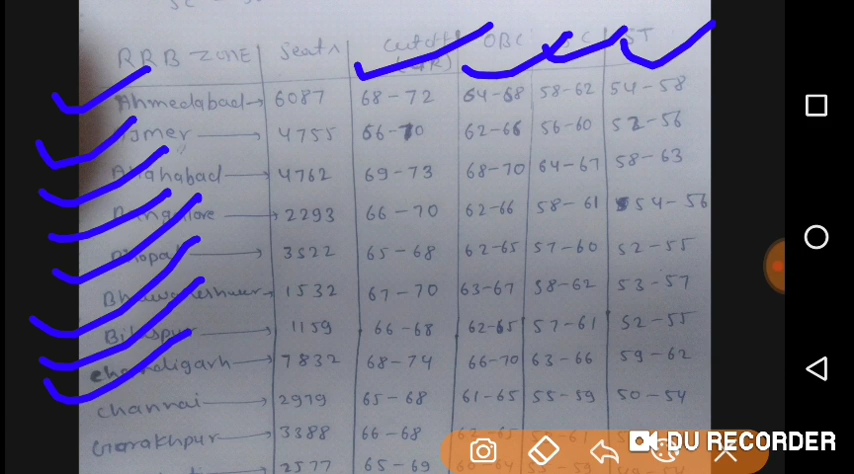 RRB ZONE Seats Cutoff OBC SC ST
(UR)
Ahmedabad 6087 68-72 64-68 58-62 54-58
Ajmer 4755 66-70 62-66 56-60 52-56
Allahabad 4762 69-73 68-70 64-67 58-63
Bangalore 2293 66-70 62-66 58-61 54-56
Bhopal 3522 65-68 62-65 57-60 52-55
Bhuwaneshwer 1532 67-70 63-67 58-62 53-57
Bilaspur 1159 66-68 62-65 57-61 52-55
chandigarh 7832 68-74 66-70 63-66 59-62
channai 2979 65-68 61-65 55-59 50-54
Gorakhpur 3388 66-68
2577 65-69
DU RECORDER